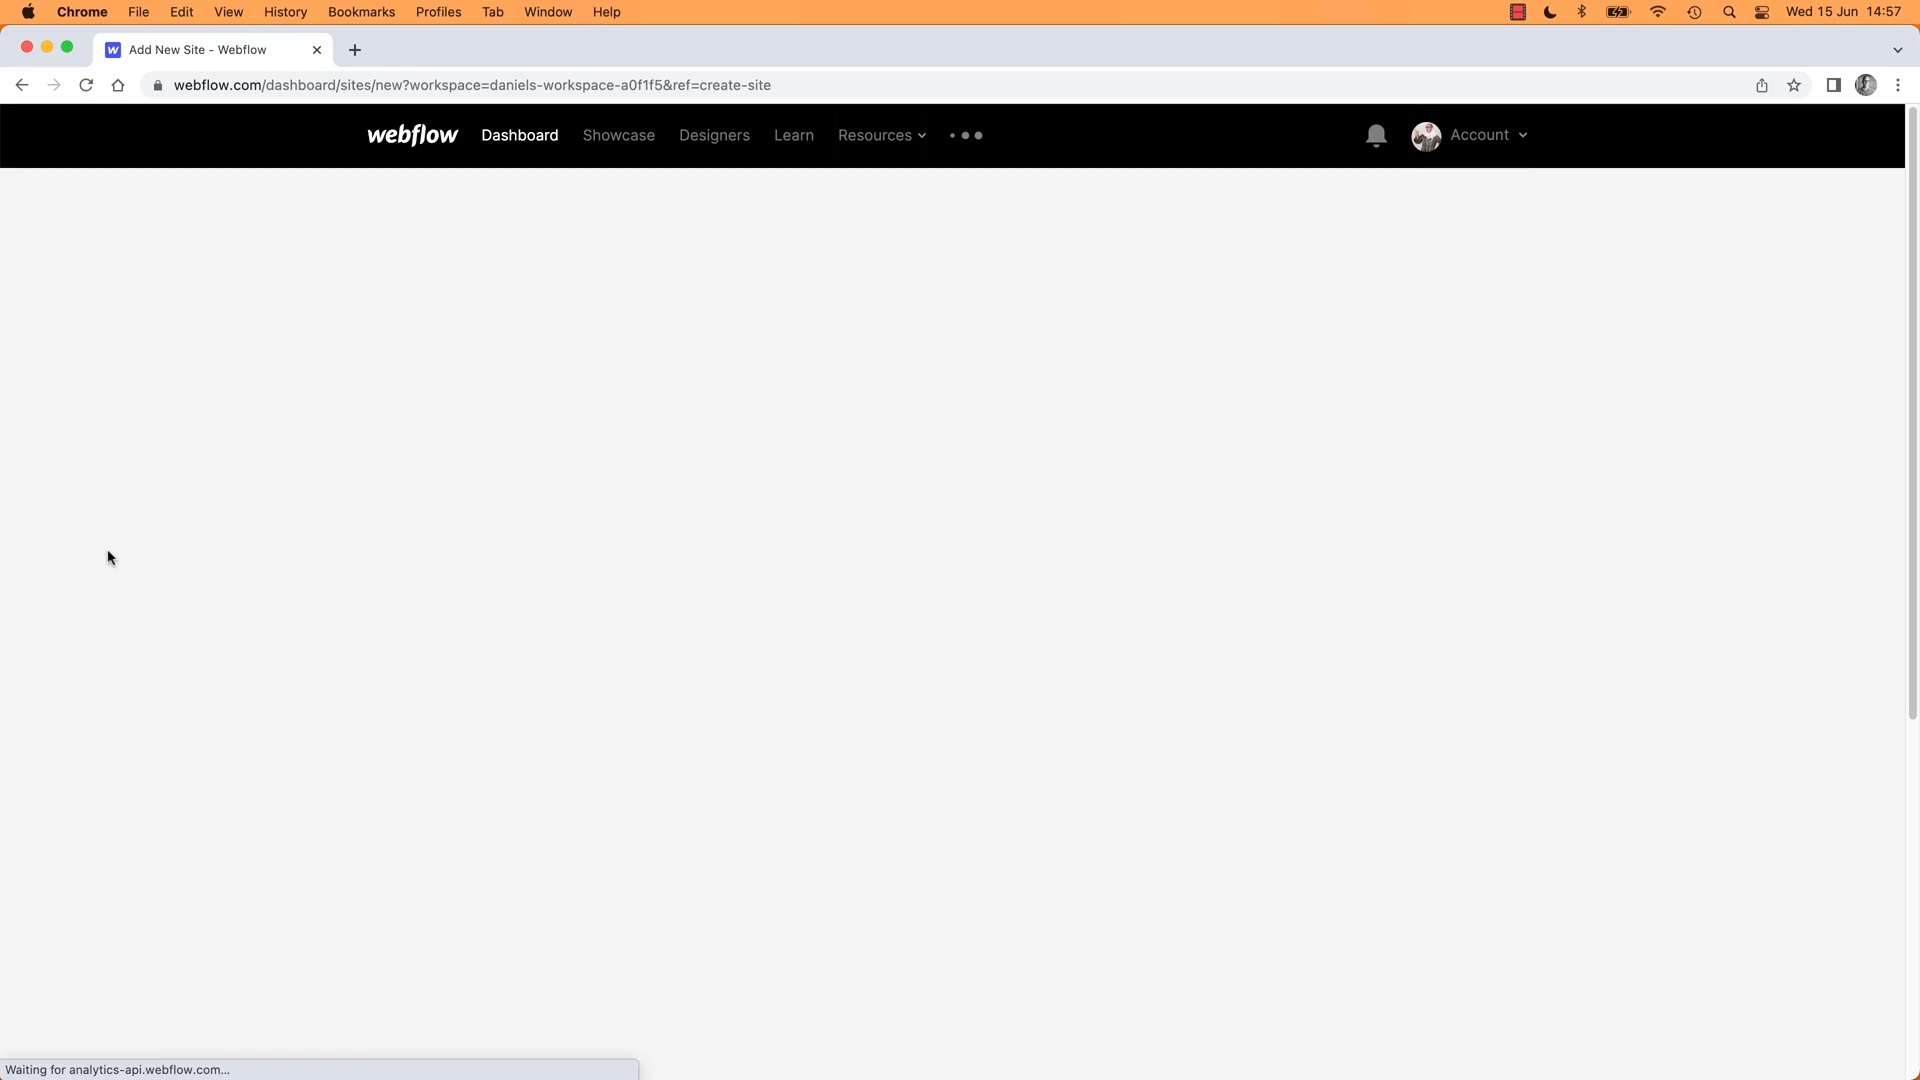 Chrome File Edit View History Bookmarks Profiles Tab Window Help Wed 15 Jun 14:57
Add New Site - Webflow
webflow.com/dashboard/sites/new?workspace=daniels-workspace-a0f1f5&ref=create-site
webflow Dashboard Showcase Designers Learn Resources Account
Waiting for analytics-api.webflow.com...